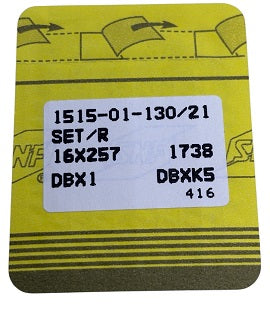 1515-01-130/21
SET/R
16X257 1738
DBX1 DBXK5
416